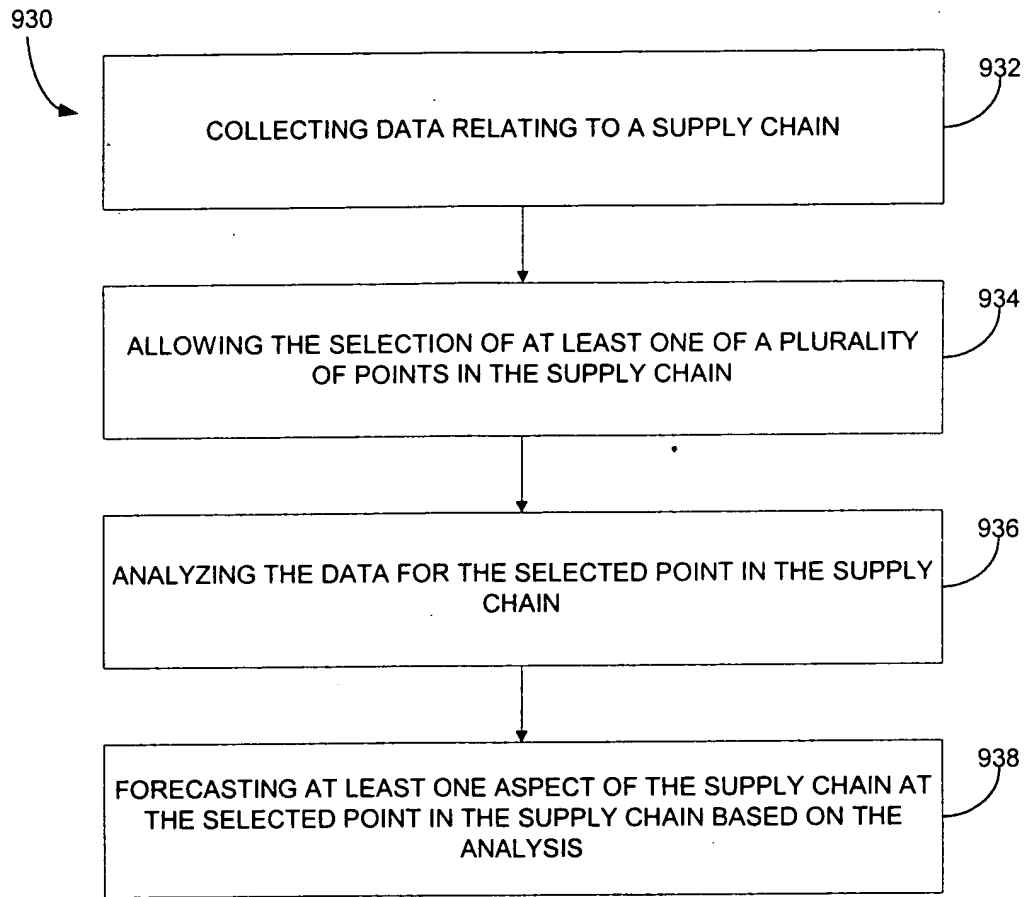 930
932
COLLECTING DATA RELATING TO A SUPPLY CHAIN
934
ALLOWING THE SELECTION OF AT LEAST ONE OF A PLURALITY
OF POINTS IN THE SUPPLY CHAIN
936
ANALYZING THE DATA FOR THE SELECTED POINT IN THE SUPPLY
CHAIN
938
FORECASTING AT LEAST ONE ASPECT OF THE SUPPLY CHAIN AT
THE SELECTED POINT IN THE SUPPLY CHAIN BASED ON THE
ANALYSIS